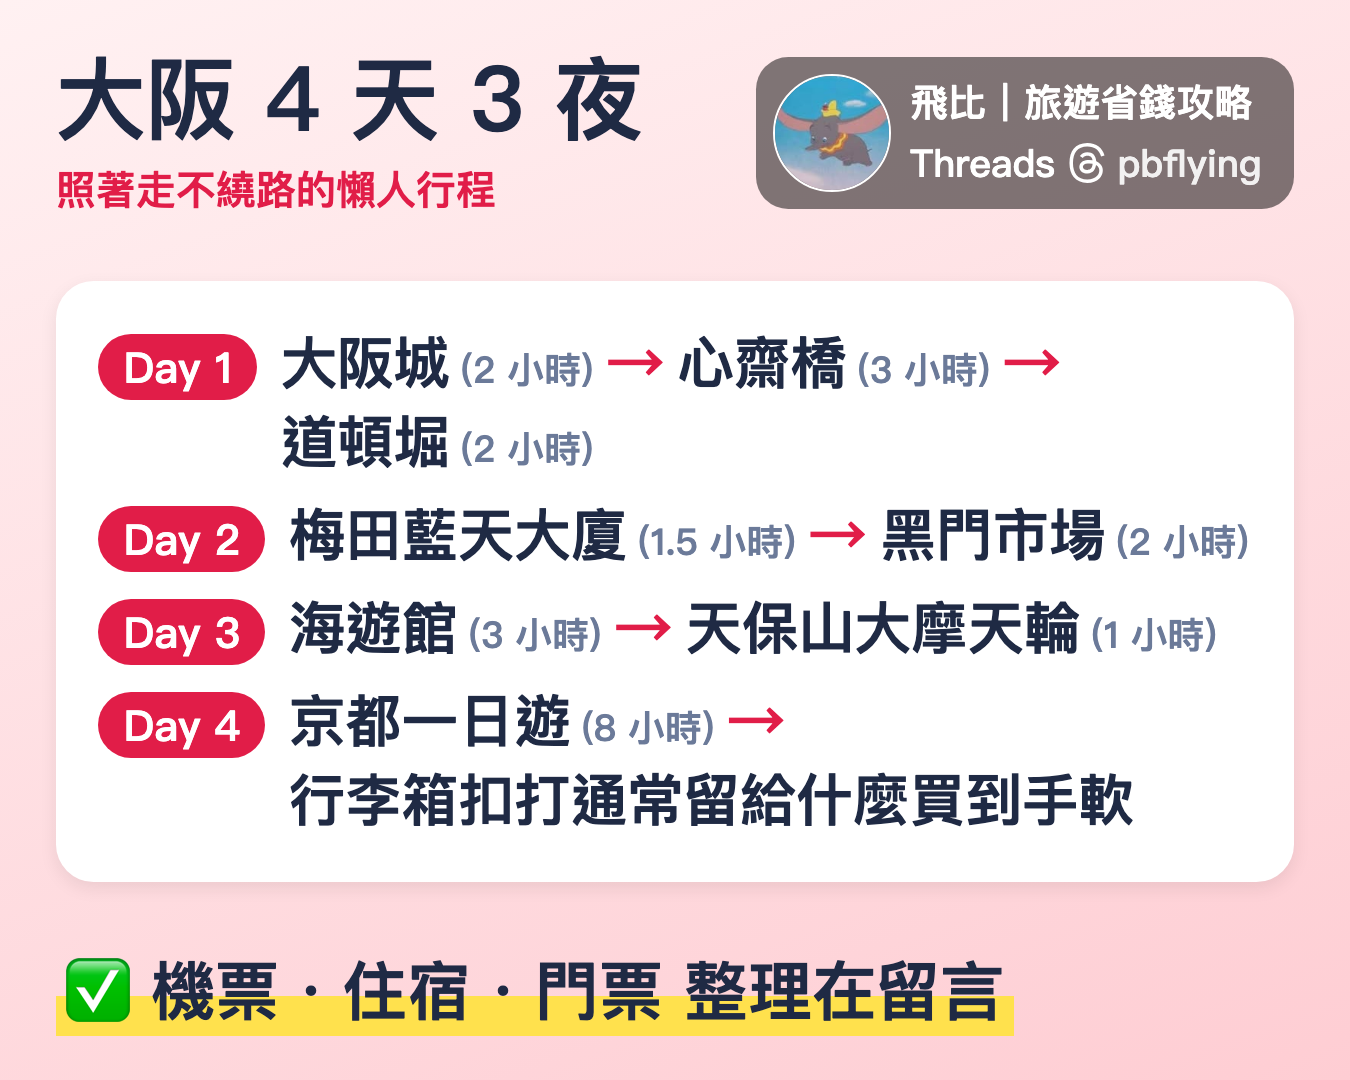 大阪 4 天 3 夜
照著走不繞路的懶人行程
飛比｜旅遊省錢攻略
Threads pbflying
Day 1 大阪城 (2 小時) → 心齋橋 (3 小時) →
道頓堀 (2 小時)
Day 2 梅田藍天大廈 (1.5 小時) → 黑門市場 (2 小時)
Day 3 海遊館 (3 小時) → 天保山大摩天輪 (1 小時)
Day 4 京都一日遊 (8 小時) →
行李箱扣打通常留給什麼買到手軟
✅ 機票 · 住宿 · 門票 整理在留言